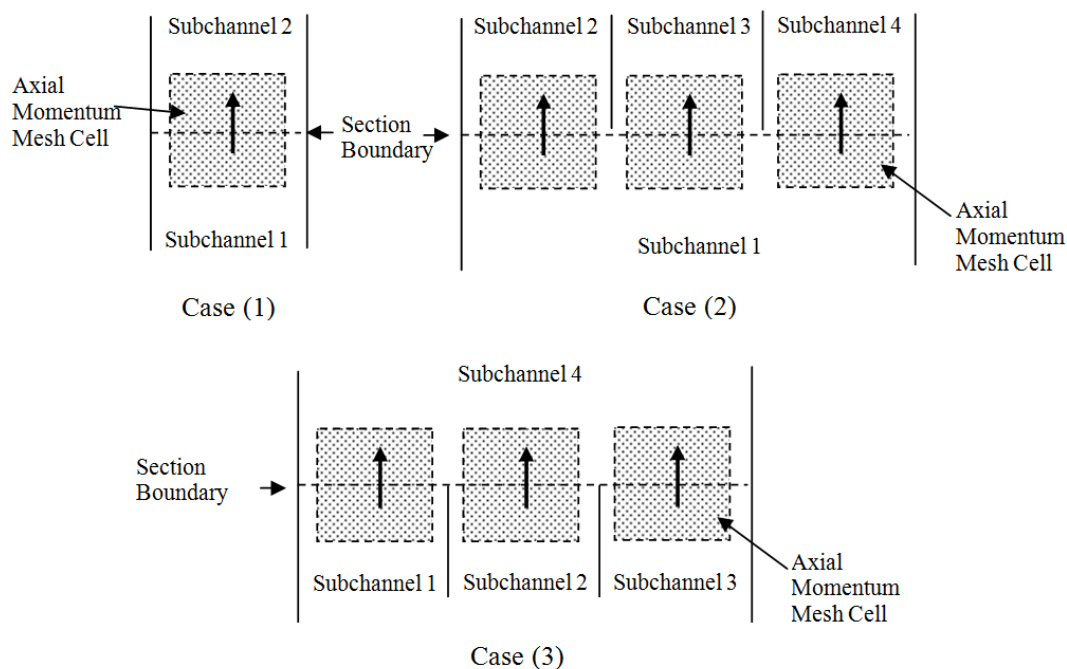 Subchannel 2
Axial
Momentum
Mesh Cell
Subchannel 1
Case (1)
Section
Boundary
Subchannel 2
Subchannel 3
Subchannel 4
Subchannel 1
Axial
Momentum
Mesh Cell
Case (2)
Subchannel 4
Section
Boundary
Subchannel 1
Subchannel 2
Subchannel 3
Axial
Momentum
Mesh Cell
Case (3)